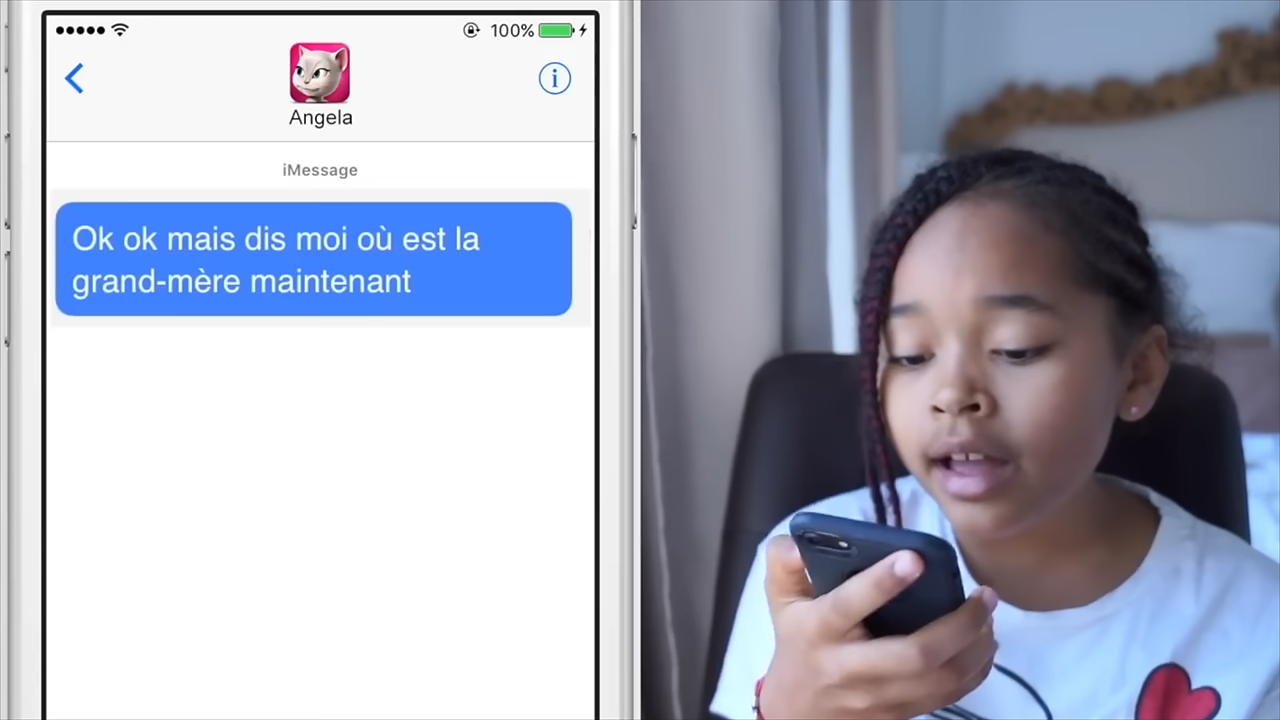 100%
Angela
iMessage
Ok ok mais dis moi où est la
grand-mère maintenant